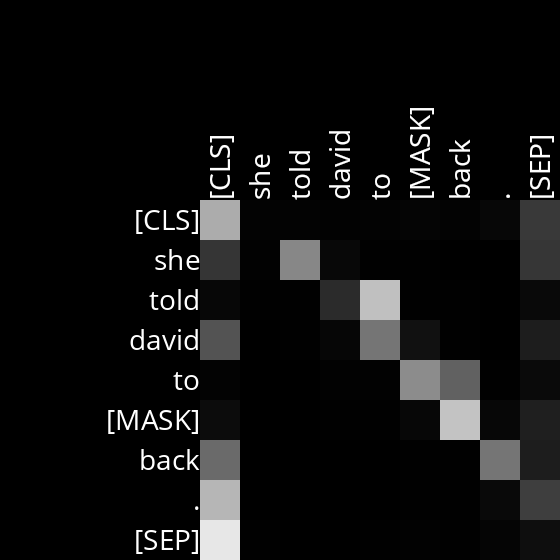 [CLS] she told david to [MASK] back . [SEP]
[CLS]
she
told
david
to
[MASK]
back
.
[SEP]